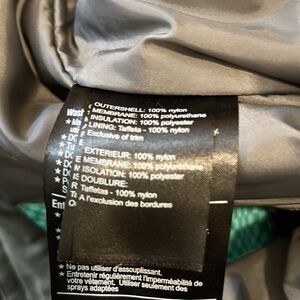 OUTERSHELL: 100% nylon
MEMBRANE: 100% polyurethane
INSULATION: 100% polyester
LINING: Taffeta - 100% nylon
Exclusive of trim
EXTERIEUR: 100% nylon
MEMBRANE: 100% polyuréthane
ISOLATION: 100% polyester
DOUBLURE:
Taffetas - 100% nylon
A l'exclusion des bordures
Wash
★ Ne pas utiliser d'assouplissant.
★ Entretenir régulièrement l'imperméabilité de
votre vêtement. Utiliser seulement des
sprays adaptées